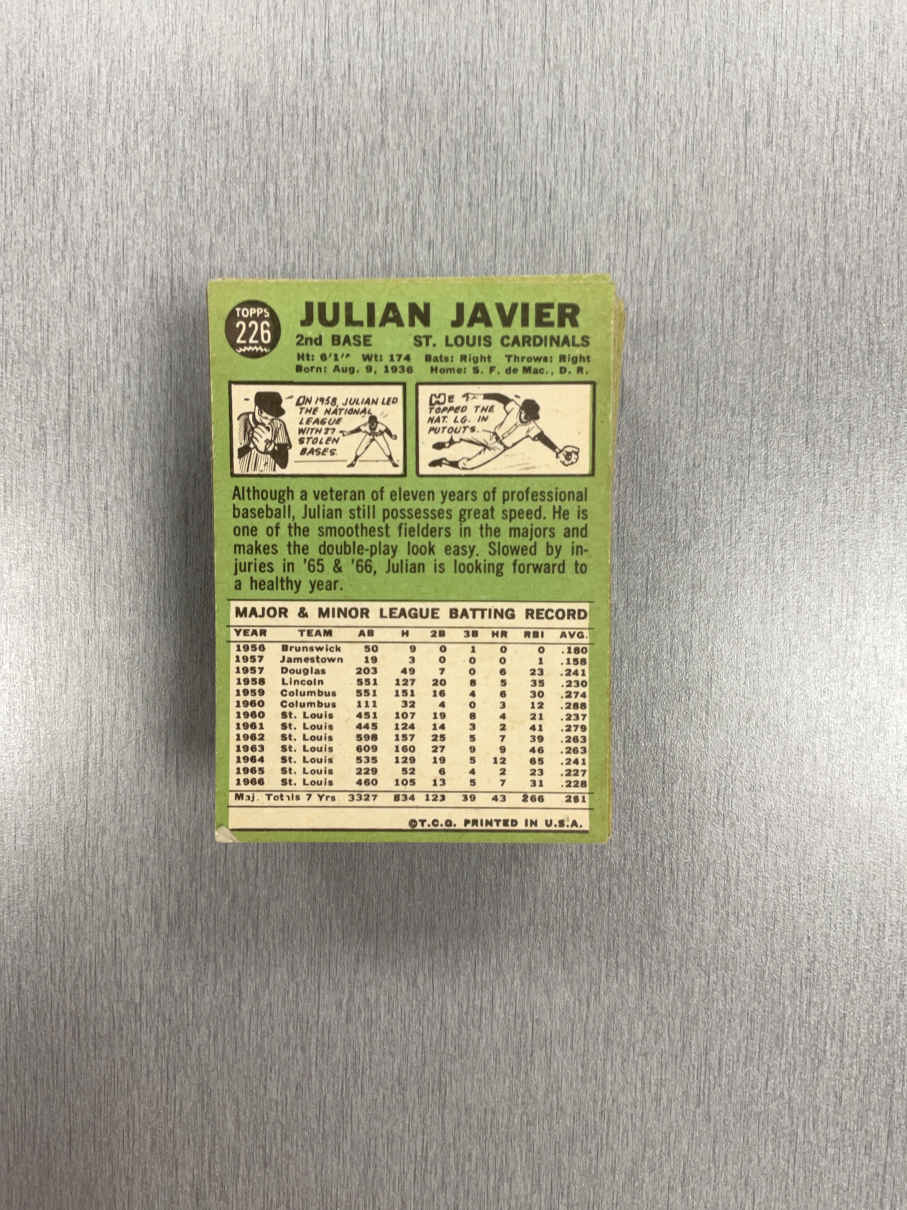 TOPPS
226
JULIAN JAVIER
2nd BASE ST. LOUIS CARDINALS
Ht: 6'1" Wt: 174 Bats: Right Throws: Right
Born: Aug. 9, 1936 Home: S. F. de Mac., D. R.
ON 1958, JULIAN LED
THE NATIONAL
LEAGUE
WITH
STOLEN
BASES.
HE
TOPPED THE
NAT. LG. IN
PUTOUTS.
Although a veteran of eleven years of professional
baseball, Julian still possesses great speed. He is
one of the smoothest fielders in the majors and
makes the double-play look easy. Slowed by in-
juries in '65 & '66, Julian is looking forward to
a healthy year.
MAJOR & MINOR LEAGUE BATTING RECORD
YEAR TEAM AB H 2B 3B HR RBI AVG.
1956 Brunswick 50 9 0 1 0 0 .180
1957 Jamestown 19 3 0 0 0 1 .158
1957 Douglas 203 49 7 0 6 23 .241
1958 Lincoln 551 127 20 8 5 35 .230
1959 Columbus 551 151 16 4 6 30 .274
1960 Columbus 111 32 4 0 3 12 .288
1960 St. Louis 451 107 19 8 4 21 .237
1961 St. Louis 445 124 14 3 2 41 .279
1962 St. Louis 598 157 25 5 7 39 .263
1963 St. Louis 609 160 27 9 9 46 .263
1964 St. Louis 535 129 19 5 12 65 .241
1965 St. Louis 229 52 6 4 2 23 .227
1966 St. Louis 460 105 13 5 7 31 .228
Maj. Totals 7 Yrs 3327 834 123 39 43 266 .251
©T.C.G. PRINTED IN U.S.A.